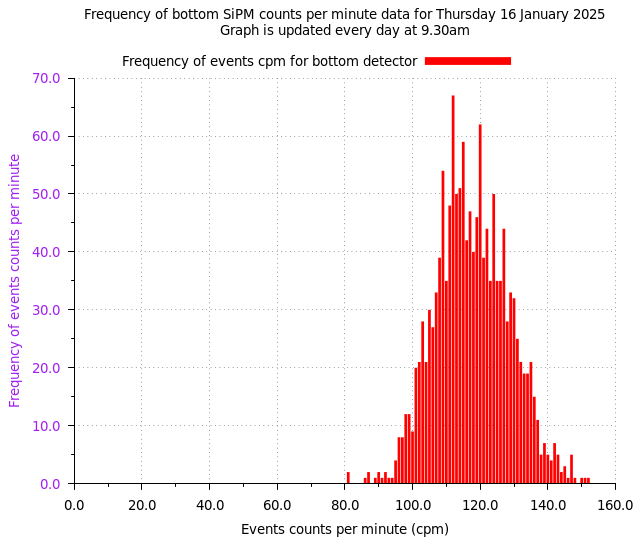 Frequency of bottom SiPM counts per minute data for Thursday 16 January 2025
Graph is updated every day at 9.30am
Frequency of events cpm for bottom detector
70.0
60.0
50.0
40.0
30.0
20.0
10.0
0.0
Frequency of events counts per minute
0.0 20.0 40.0 60.0 80.0 100.0 120.0 140.0 160.0
Events counts per minute (cpm)